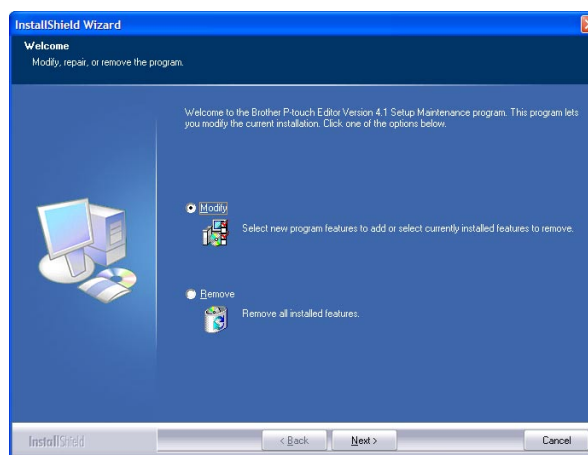 InstallShield Wizard
Welcome
Modify, repair, or remove the program.
Welcome to the Brother P-touch Editor Version 4.1 Setup Maintenance program. This program lets
you modify the current installation. Click one of the options below.
Modify
Select new program features to add or select currently installed features to remove.
Remove
Remove all installed features.
InstallShield
< Back
Next >
Cancel